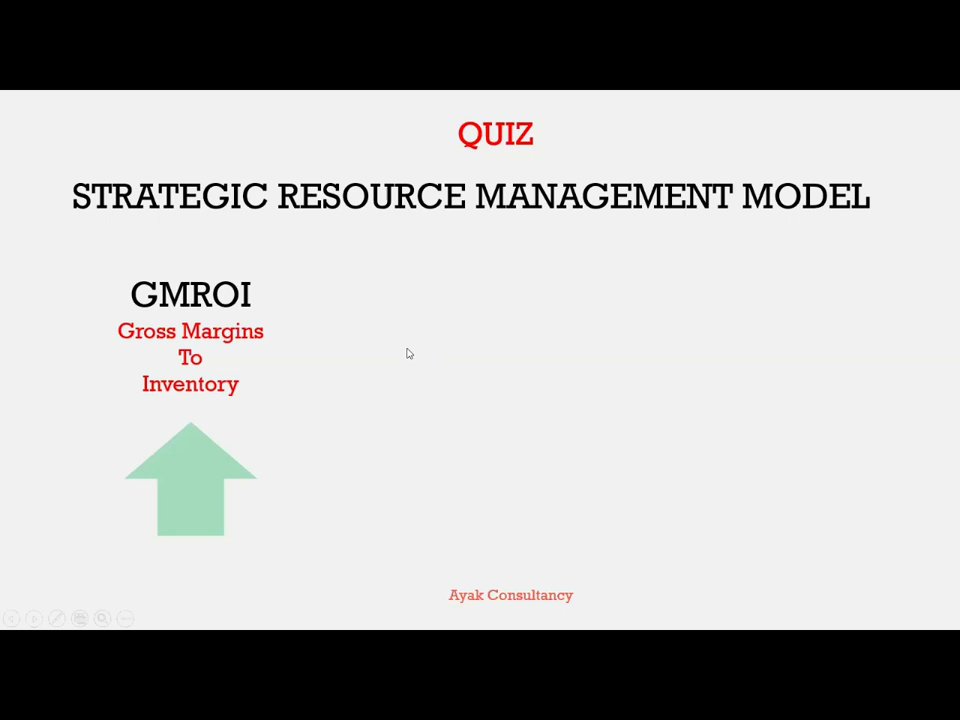 QUIZ
STRATEGIC RESOURCE MANAGEMENT MODEL
GMROI
Gross Margins
To
Inventory
Ayak Consultancy